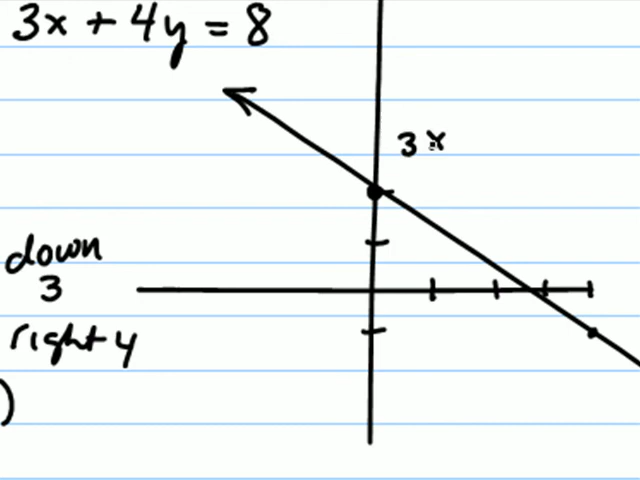 3x + 4y = 8
3x
down
3
right 4
)